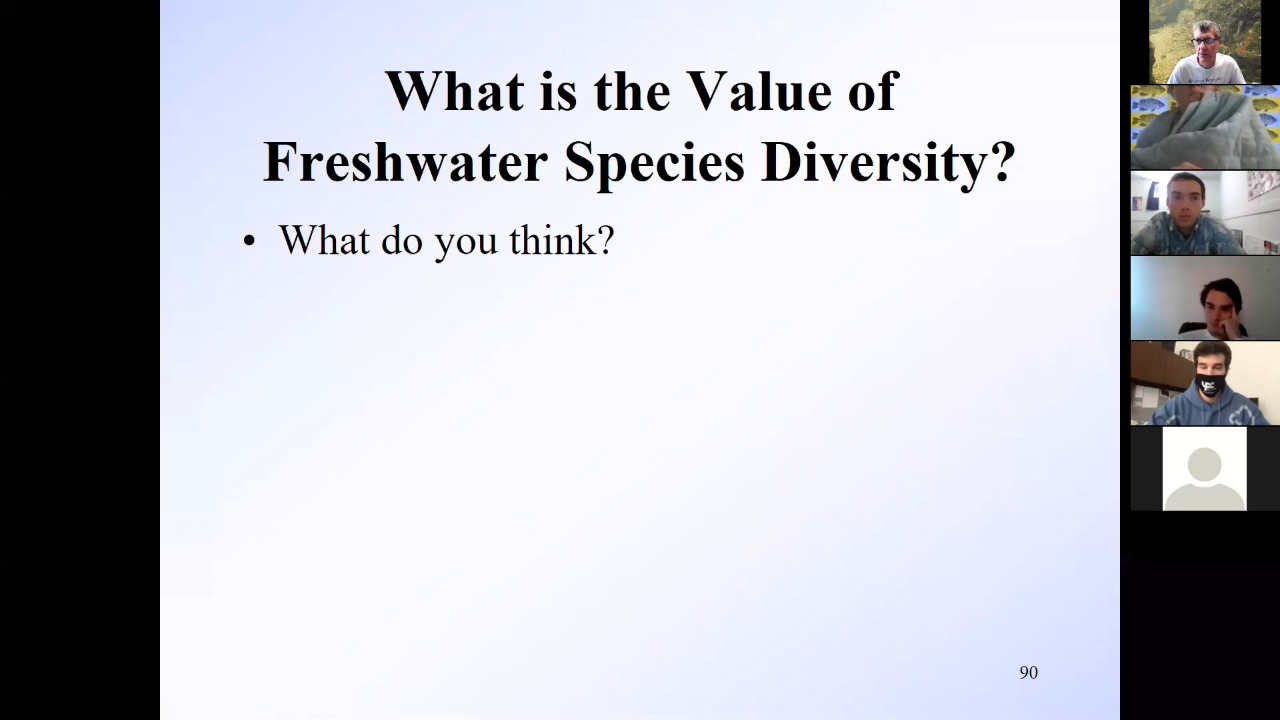 What is the Value of
Freshwater Species Diversity?
• What do you think?
90